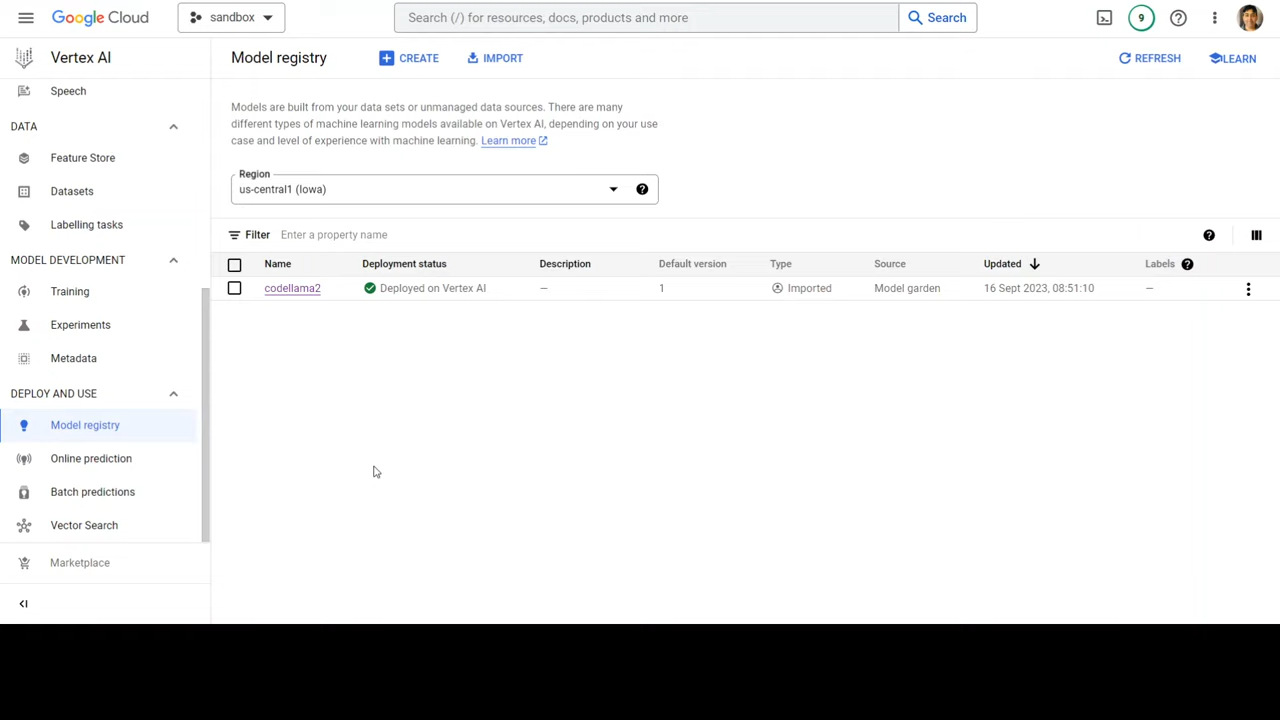 Google Cloud
sandbox
Search (/) for resources, docs, products and more
Search
9
Vertex AI
Speech
DATA
Feature Store
Datasets
Labelling tasks
MODEL DEVELOPMENT
Training
Experiments
Metadata
DEPLOY AND USE
Model registry
Online prediction
Batch predictions
Vector Search
Marketplace
Model registry
CREATE
IMPORT
REFRESH
LEARN
Models are built from your data sets or unmanaged data sources. There are many
different types of machine learning models available on Vertex AI, depending on your use
case and level of experience with machine learning. Learn more
Region
us-central1 (Iowa)
Filter Enter a property name
Name Deployment status Description Default version Type Source Updated Labels
codellama2 Deployed on Vertex AI — 1 Imported Model garden 16 Sept 2023, 08:51:10 —